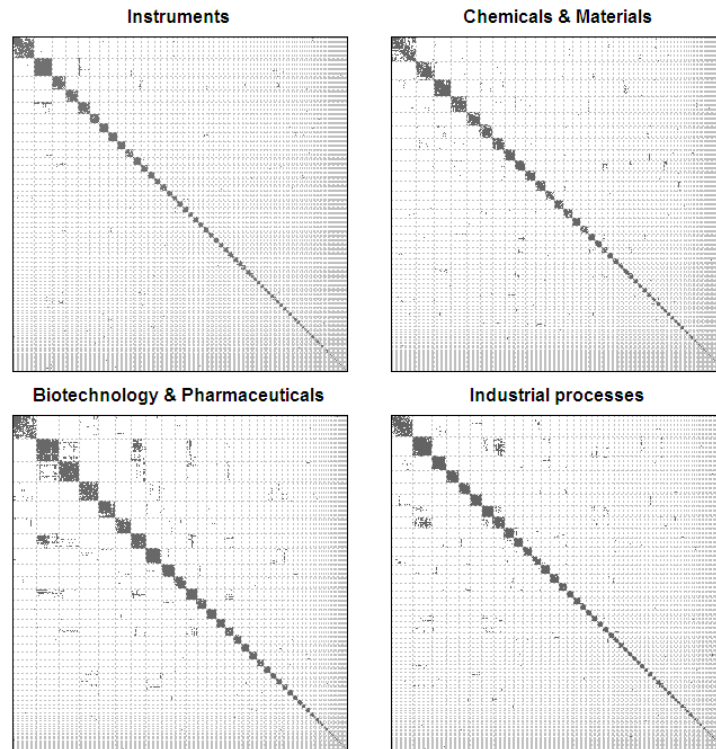 Instruments
Chemicals & Materials
Biotechnology & Pharmaceuticals
Industrial processes